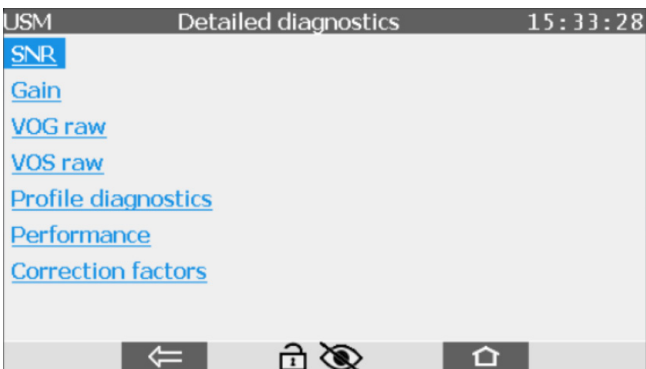 USM Detailed diagnostics 15:33:28
SNR
Gain
VOG raw
VOS raw
Profile diagnostics
Performance
Correction factors